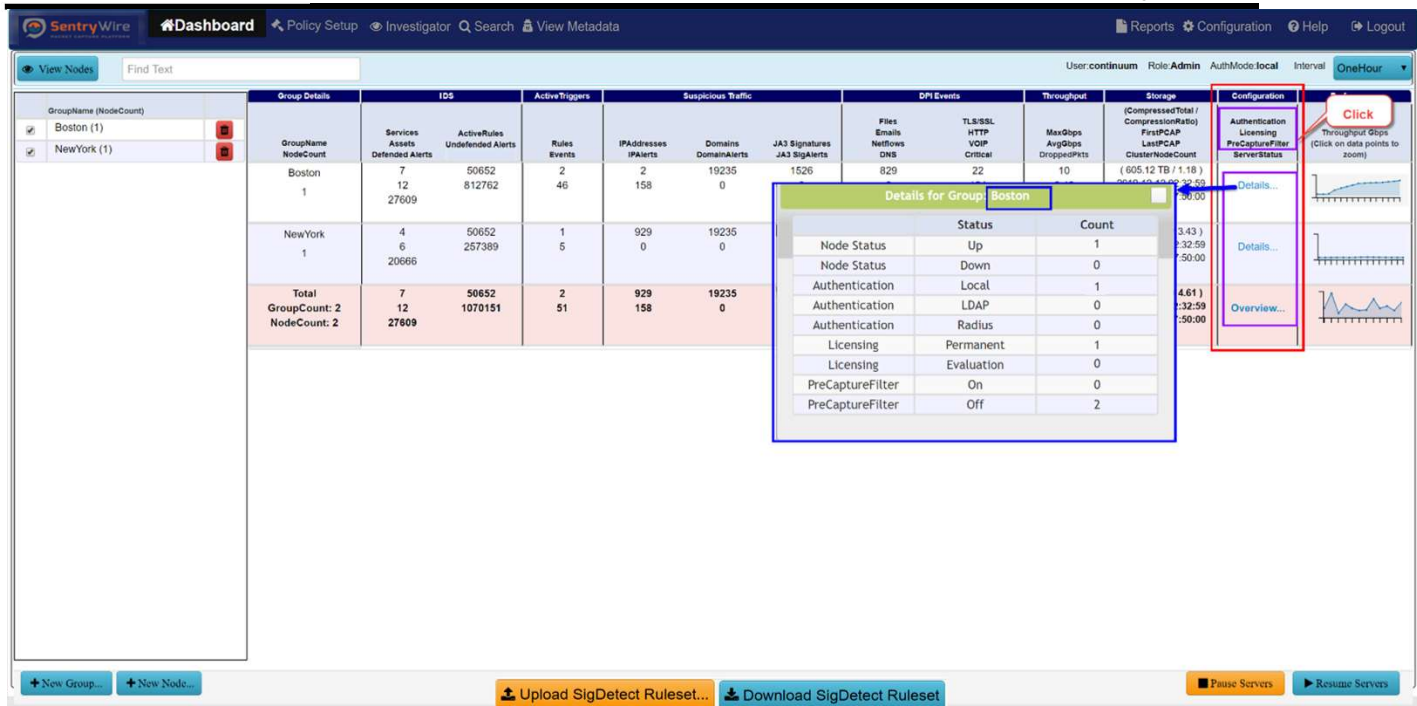 SentryWire
Dashboard
Policy Setup
Investigator
Search
View Metadata
Reports
Configuration
Help
Logout
View Nodes
Find Text
User:continuum Role:Admin AuthMode:local Interval OneHour
GroupName (NodeCount)
Boston (1)
NewYork (1)
Group Details
IDS
ActiveTriggers
Suspicious Traffic
DPI Events
Throughput
Storage
Configuration
GroupName
NodeCount
Services
Assets
Defended Alerts
ActiveRules
Undefended Alerts
Rules
Events
IPAddresses
IPAlerts
Domains
DomainAlerts
JA3 Signatures
JA3 SigAlerts
Files
Emails
Netflows
DNS
TLS/SSL
HTTP
VOIP
Critical
MaxGbps
AvgGbps
DroppedPkts
(CompressedTotal /
CompressionRatio)
FirstPCAP
LastPCAP
ClusterNodeCount
Authentication
Licensing
PreCaptureFilter
ServerStatus
Click
Throughput Gbps
(Click on data points to
zoom)
Boston
1
7
12
27609
50652
812762
2
46
2
158
19235
0
1526
829
22
10
( 605.12 TB / 1.18 )
:50:00
Details...
NewYork
1
4
6
20666
50652
257389
1
5
929
0
19235
0
3.43 )
:32:59
:50:00
Details...
Total
GroupCount: 2
NodeCount: 2
7
12
27609
50652
1070151
2
51
929
158
19235
0
4.61 )
:32:59
:50:00
Overview...
Details for Group: Boston
Status Count
Node Status Up 1
Node Status Down 0
Authentication Local 1
Authentication LDAP 0
Authentication Radius 0
Licensing Permanent 1
Licensing Evaluation 0
PreCaptureFilter On 0
PreCaptureFilter Off 2
New Group...
New Node...
Upload SigDetect Ruleset...
Download SigDetect Ruleset
Pause Servers
Resume Servers